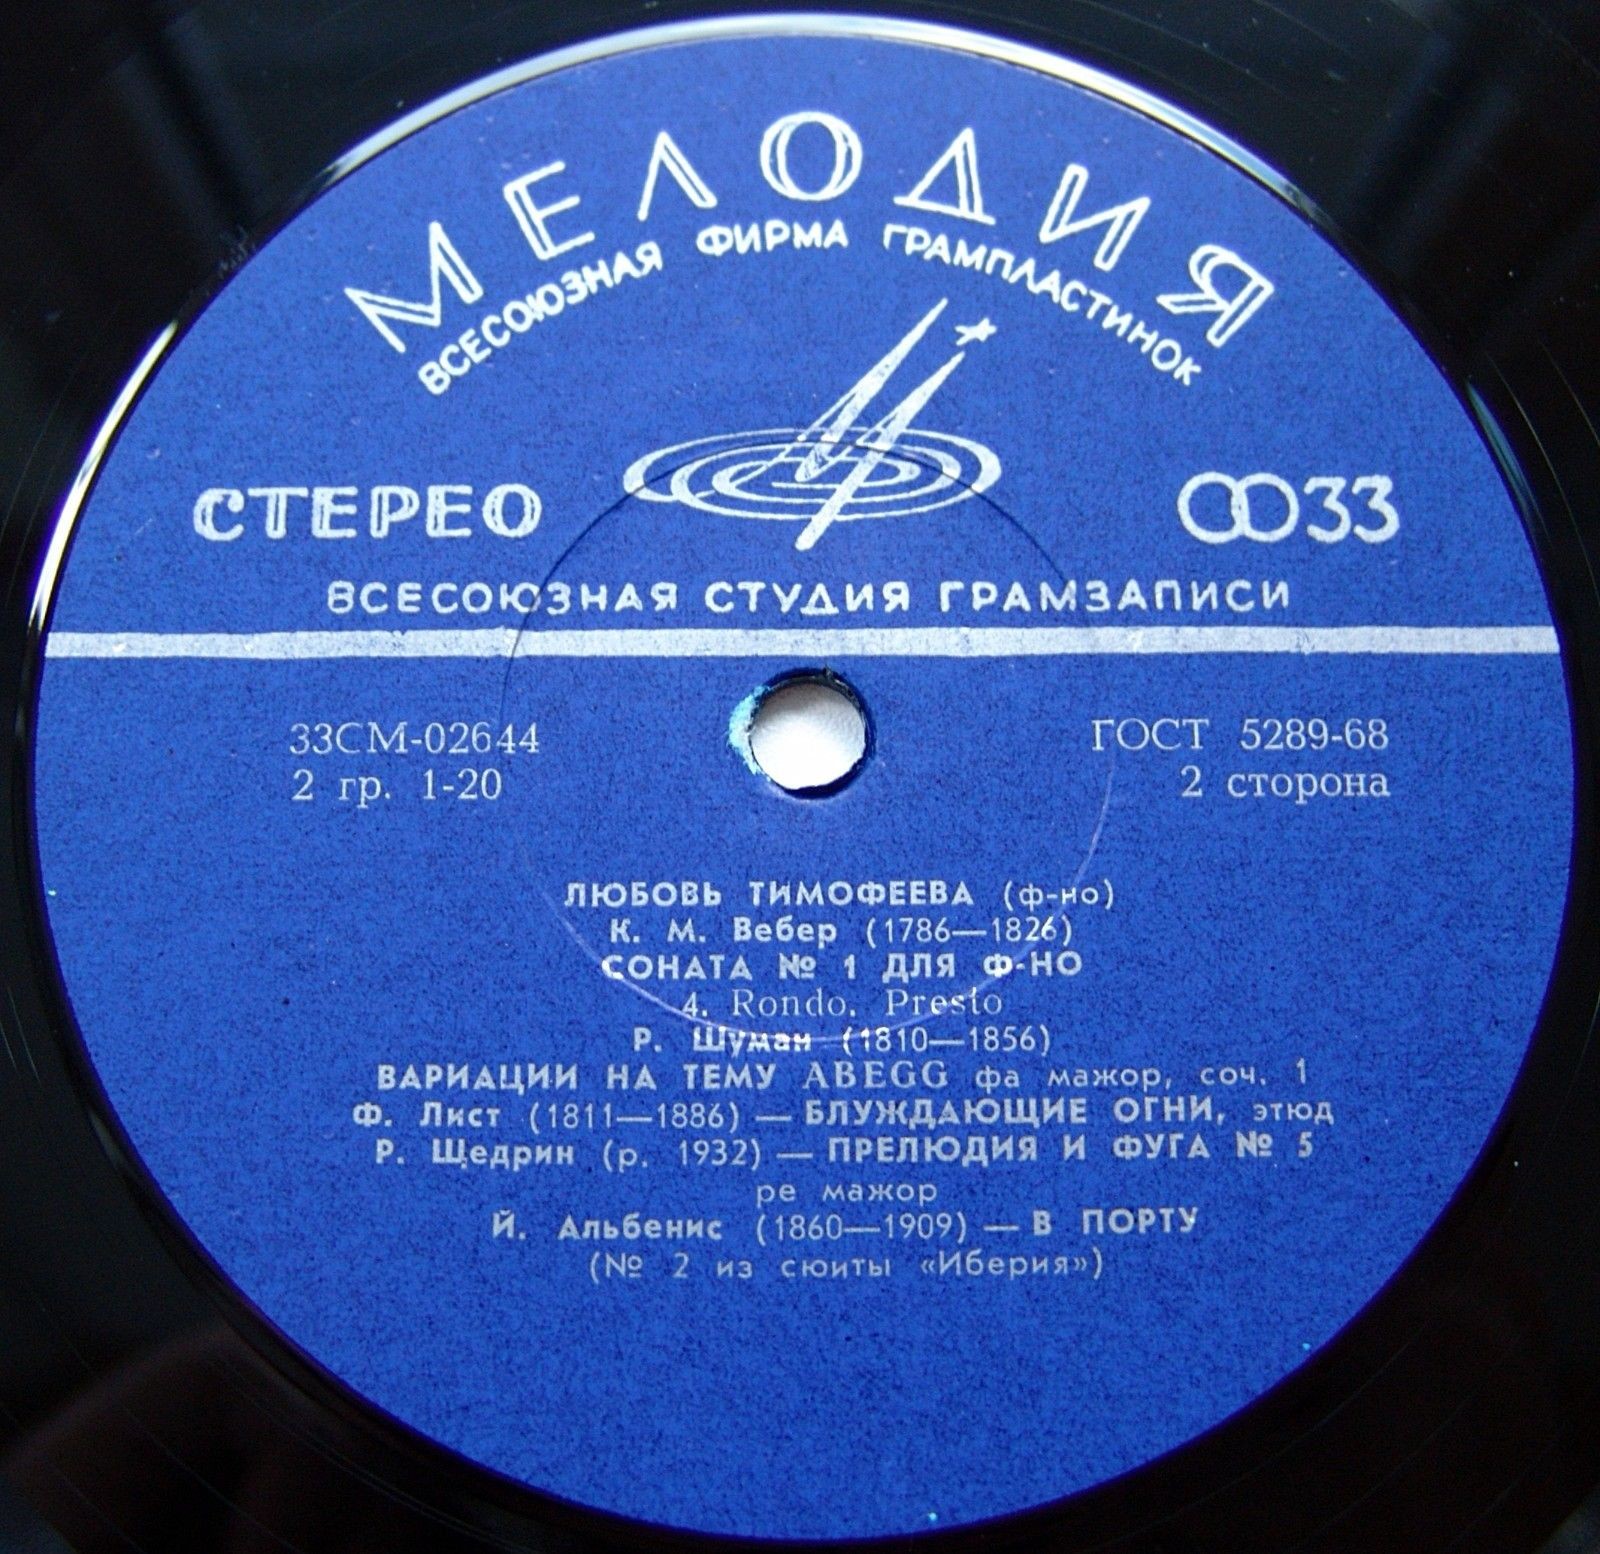 МЕЛОДИЯ
ВСЕСОЮЗНАЯ ФИРМА ГРАМПЛАСТИНОК
СТЕРЕО
33
ВСЕСОЮЗНАЯ СТУДИЯ ГРАМЗАПИСИ
33СМ-02644
ГОСТ 5289-68
2 гр. 1-20
2 сторона
ЛЮБОВЬ ТИМОФЕЕВА (ф-но)
К. М. Вебер (1786—1826)
СОНАТА № 1 ДЛЯ Ф-НО
4. Rondo. Presto
Р. Шуман (1810—1856)
ВАРИАЦИИ НА ТЕМУ ABEGG фа мажор, соч. 1
Ф. Лист (1811—1886) — БЛУЖДАЮЩИЕ ОГНИ, этюд
Р. Щедрин (р. 1932) — ПРЕЛЮДИЯ И ФУГА № 5
ре мажор
Й. Альбенис (1860—1909) — В ПОРТУ
(№ 2 из сюиты «Иберия»)